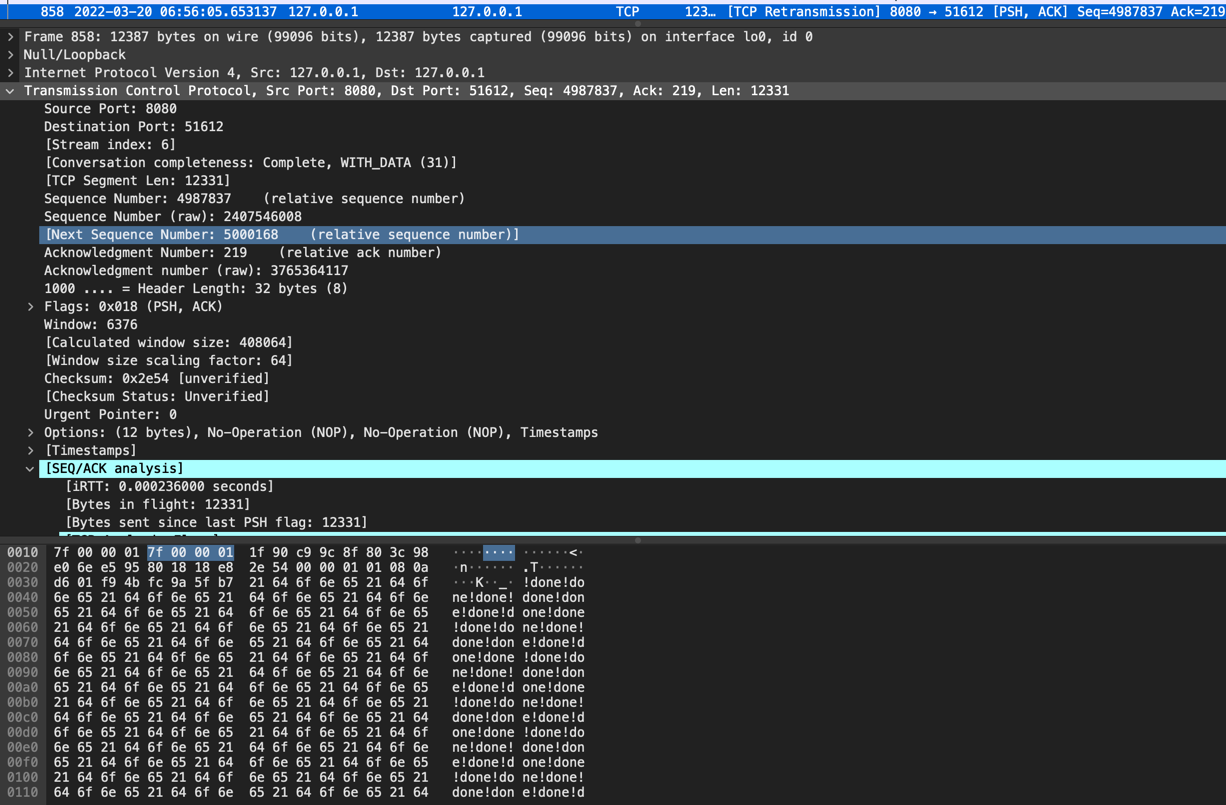 858 2022-03-20 06:56:05.653137 127.0.0.1 127.0.0.1 TCP 123… [TCP Retransmission] 8080 → 51612 [PSH, ACK] Seq=4987837 Ack=219
Frame 858: 12387 bytes on wire (99096 bits), 12387 bytes captured (99096 bits) on interface lo0, id 0
Null/Loopback
Internet Protocol Version 4, Src: 127.0.0.1, Dst: 127.0.0.1
Transmission Control Protocol, Src Port: 8080, Dst Port: 51612, Seq: 4987837, Ack: 219, Len: 12331
Source Port: 8080
Destination Port: 51612
[Stream index: 6]
[Conversation completeness: Complete, WITH_DATA (31)]
[TCP Segment Len: 12331]
Sequence Number: 4987837    (relative sequence number)
Sequence Number (raw): 2407546008
[Next Sequence Number: 5000168    (relative sequence number)]
Acknowledgment Number: 219    (relative ack number)
Acknowledgment number (raw): 3765364117
1000 .... = Header Length: 32 bytes (8)
Flags: 0x018 (PSH, ACK)
Window: 6376
[Calculated window size: 408064]
[Window size scaling factor: 64]
Checksum: 0x2e54 [unverified]
[Checksum Status: Unverified]
Urgent Pointer: 0
Options: (12 bytes), No-Operation (NOP), No-Operation (NOP), Timestamps
[Timestamps]
[SEQ/ACK analysis]
[iRTT: 0.000236000 seconds]
[Bytes in flight: 12331]
[Bytes sent since last PSH flag: 12331]
0010 7f 00 00 01 7f 00 00 01 1f 90 c9 9c 8f 80 3c 98 ········ ······<·
0020 e0 6e e5 95 80 18 18 e8 2e 54 00 00 01 01 08 0a ·n······ .T······
0030 d6 01 f9 4b fc 9a 5f b7 21 64 6f 6e 65 21 64 6f ···K··_· !done!do
0040 6e 65 21 64 6f 6e 65 21 64 6f 6e 65 21 64 6f 6e ne!done! done!don
0050 65 21 64 6f 6e 65 21 64 6f 6e 65 21 64 6f 6e 65 e!done!d one!done
0060 21 64 6f 6e 65 21 64 6f 6e 65 21 64 6f 6e 65 21 !done!do ne!done!
0070 64 6f 6e 65 21 64 6f 6e 65 21 64 6f 6e 65 21 64 done!don e!done!d
0080 6f 6e 65 21 64 6f 6e 65 21 64 6f 6e 65 21 64 6f one!done !done!do
0090 6e 65 21 64 6f 6e 65 21 64 6f 6e 65 21 64 6f 6e ne!done! done!don
00a0 65 21 64 6f 6e 65 21 64 6f 6e 65 21 64 6f 6e 65 e!done!d one!done
00b0 21 64 6f 6e 65 21 64 6f 6e 65 21 64 6f 6e 65 21 !done!do ne!done!
00c0 64 6f 6e 65 21 64 6f 6e 65 21 64 6f 6e 65 21 64 done!don e!done!d
00d0 6f 6e 65 21 64 6f 6e 65 21 64 6f 6e 65 21 64 6f one!done !done!do
00e0 6e 65 21 64 6f 6e 65 21 64 6f 6e 65 21 64 6f 6e ne!done! done!don
00f0 65 21 64 6f 6e 65 21 64 6f 6e 65 21 64 6f 6e 65 e!done!d one!done
0100 21 64 6f 6e 65 21 64 6f 6e 65 21 64 6f 6e 65 21 !done!do ne!done!
0110 64 6f 6e 65 21 64 6f 6e 65 21 64 6f 6e 65 21 64 done!don e!done!d